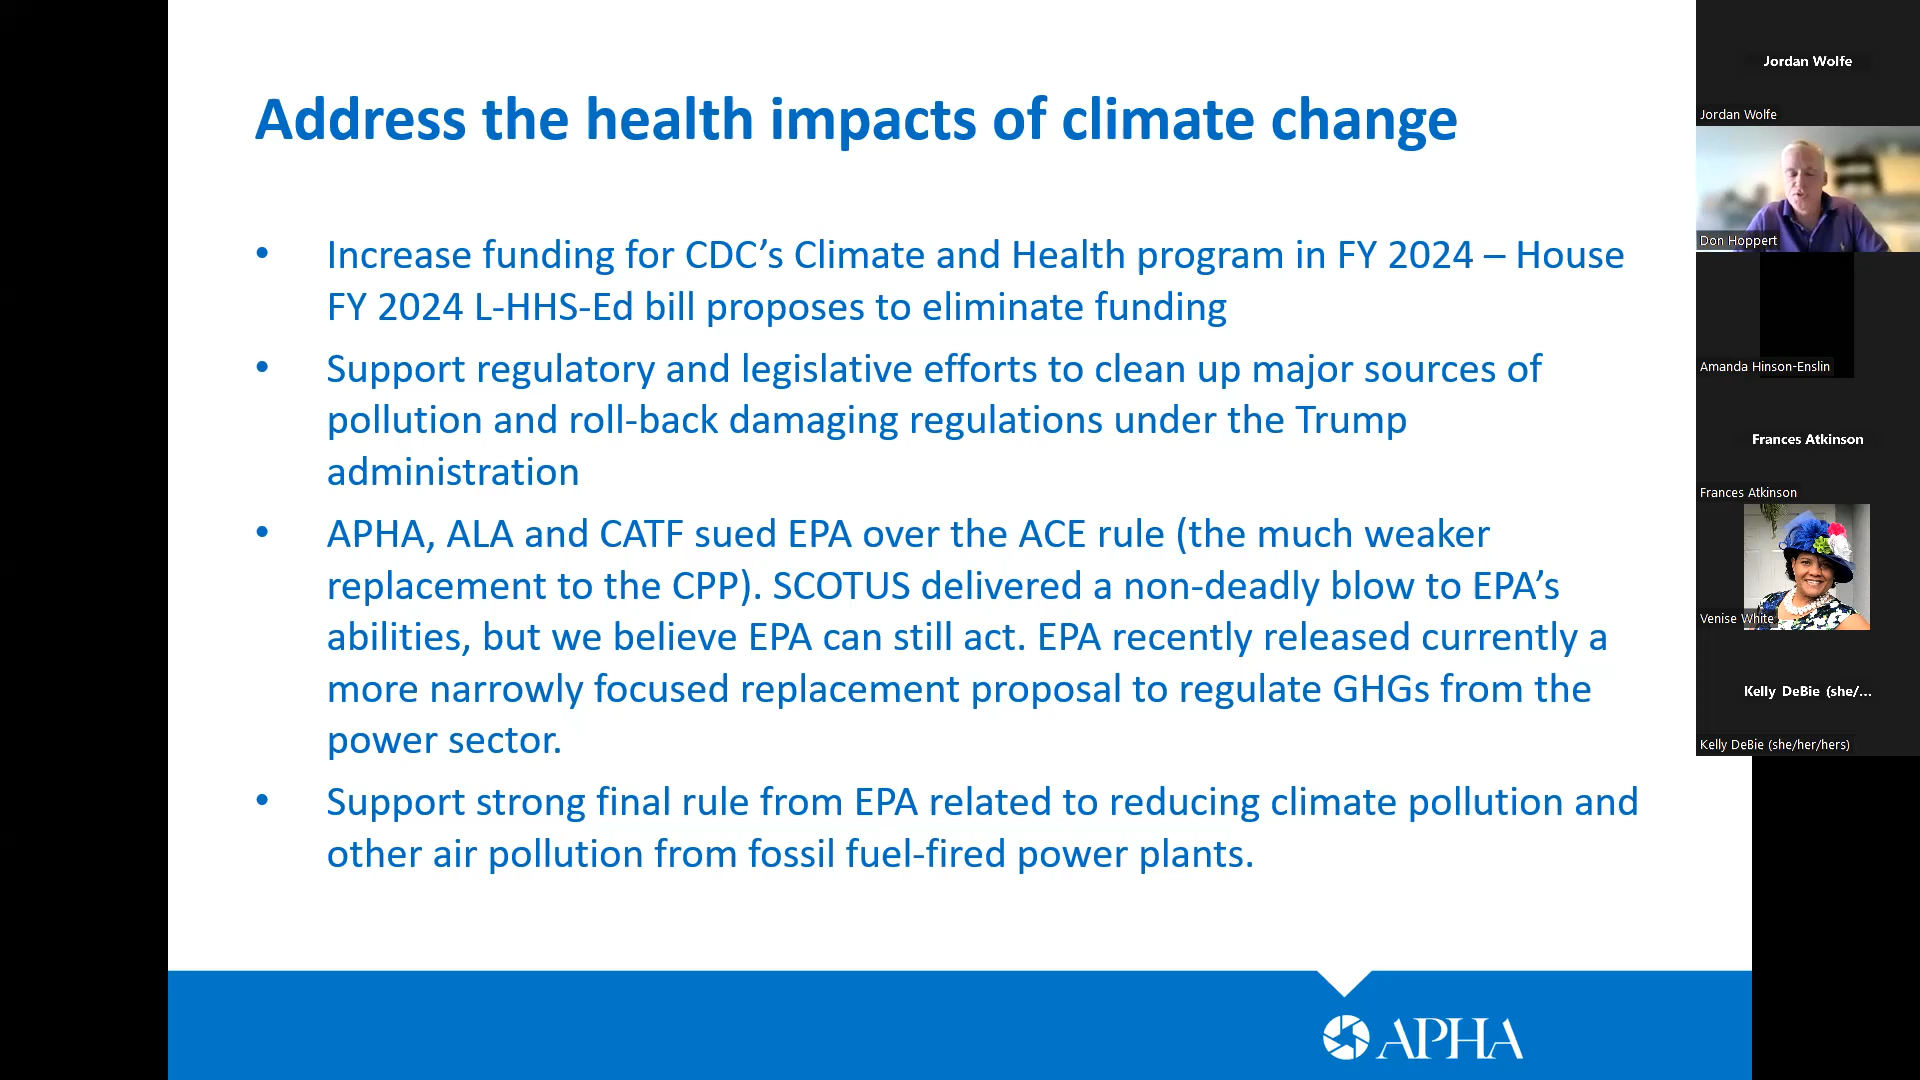 Address the health impacts of climate change
• Increase funding for CDC’s Climate and Health program in FY 2024 – House
FY 2024 L-HHS-Ed bill proposes to eliminate funding
• Support regulatory and legislative efforts to clean up major sources of
pollution and roll-back damaging regulations under the Trump
administration
• APHA, ALA and CATF sued EPA over the ACE rule (the much weaker
replacement to the CPP). SCOTUS delivered a non-deadly blow to EPA’s
abilities, but we believe EPA can still act. EPA recently released currently a
more narrowly focused replacement proposal to regulate GHGs from the
power sector.
• Support strong final rule from EPA related to reducing climate pollution and
other air pollution from fossil fuel-fired power plants.
APHA
Jordan Wolfe
Jordan Wolfe
Don Hoppert
Amanda Hinson-Enslin
Frances Atkinson
Frances Atkinson
Venise White
Kelly DeBie (she/...
Kelly DeBie (she/her/hers)